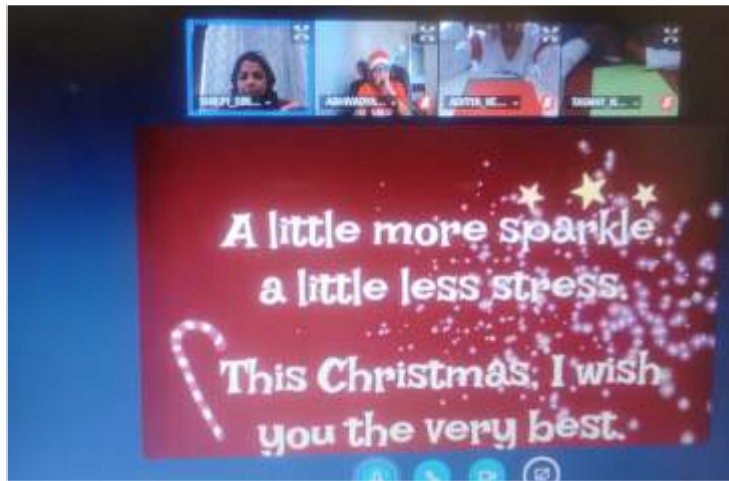 A little more sparkle,
a little less stress.
This Christmas, I wish
you the very best.